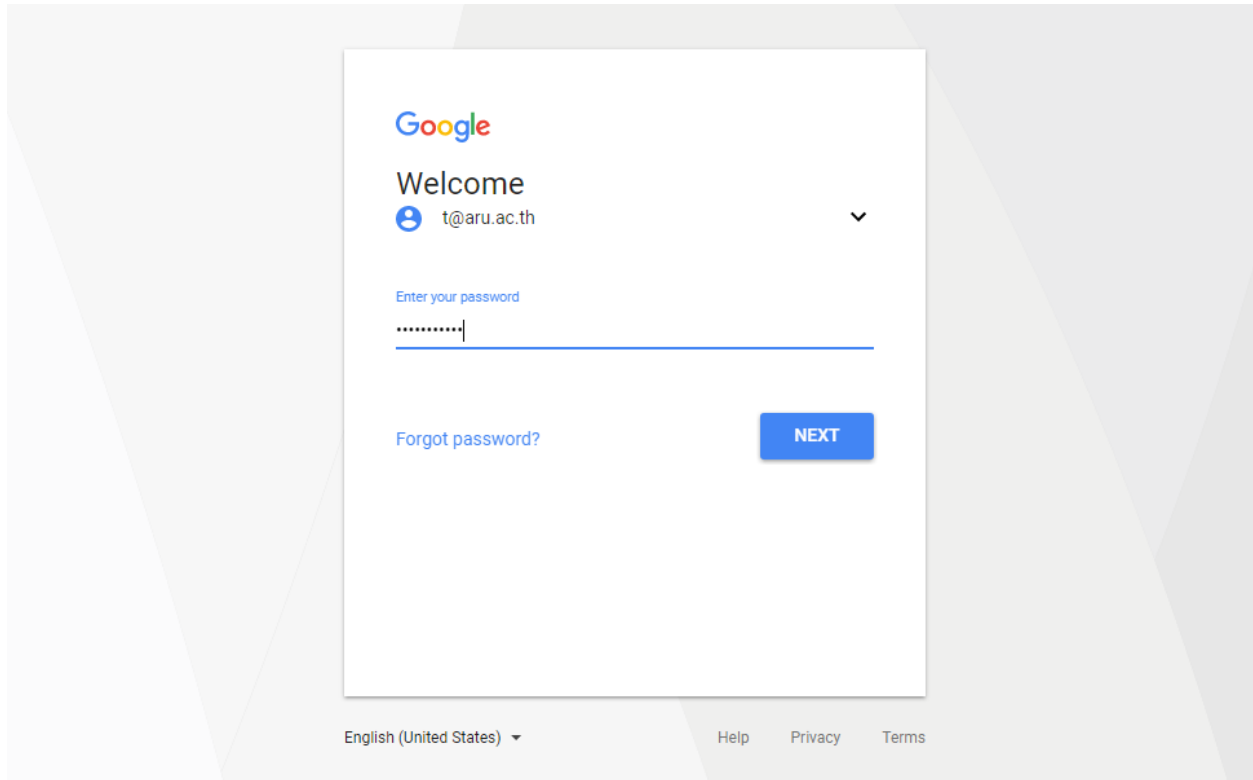 Google
Welcome
t@aru.ac.th
Enter your password
•••••••••••
Forgot password?
NEXT
English (United States)
Help Privacy Terms